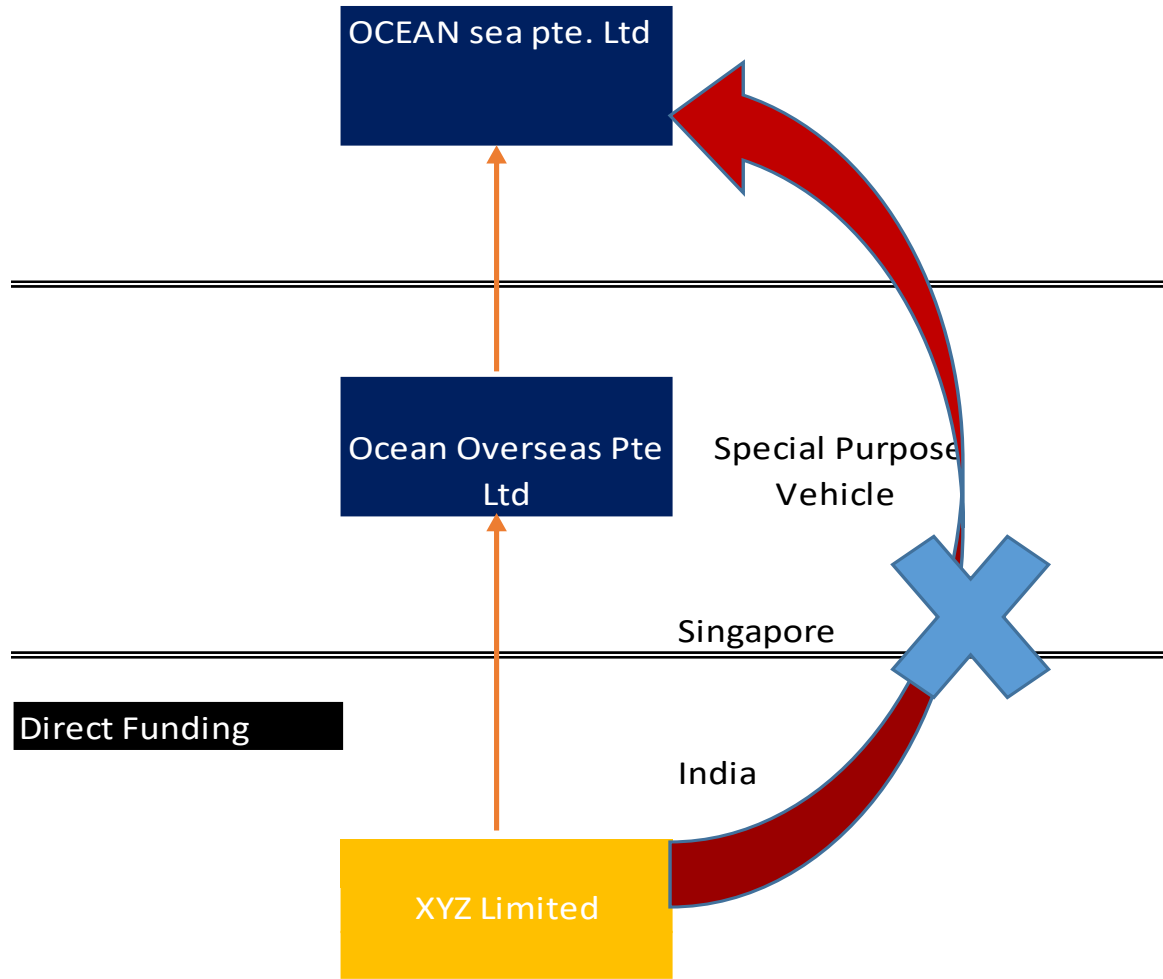 OCEAN sea pte. Ltd
Ocean Overseas Pte
Ltd
Special Purpose
Vehicle
Singapore
Direct Funding
India
XYZ Limited